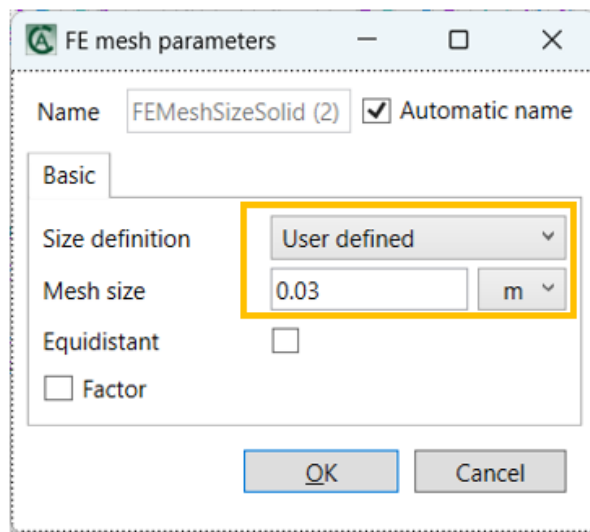 FE mesh parameters
Name FEMeshSizeSolid (2) Automatic name
Basic
Size definition User defined
Mesh size 0.03 m
Equidistant
Factor
OK Cancel